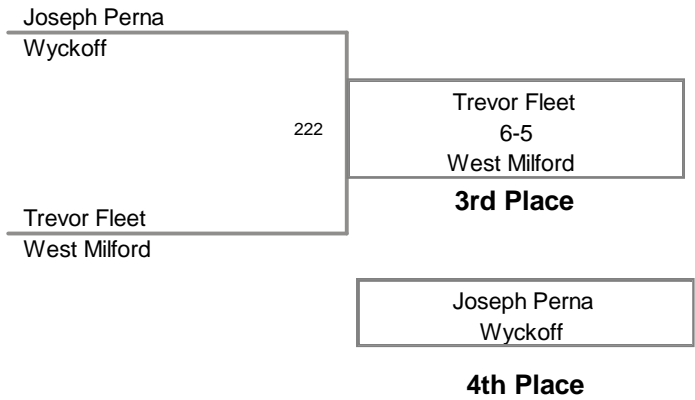 Joseph Perna
Wyckoff
Trevor Fleet
222
6-5
West Milford
3rd Place
Trevor Fleet
West Milford
Joseph Perna
Wyckoff
4th Place